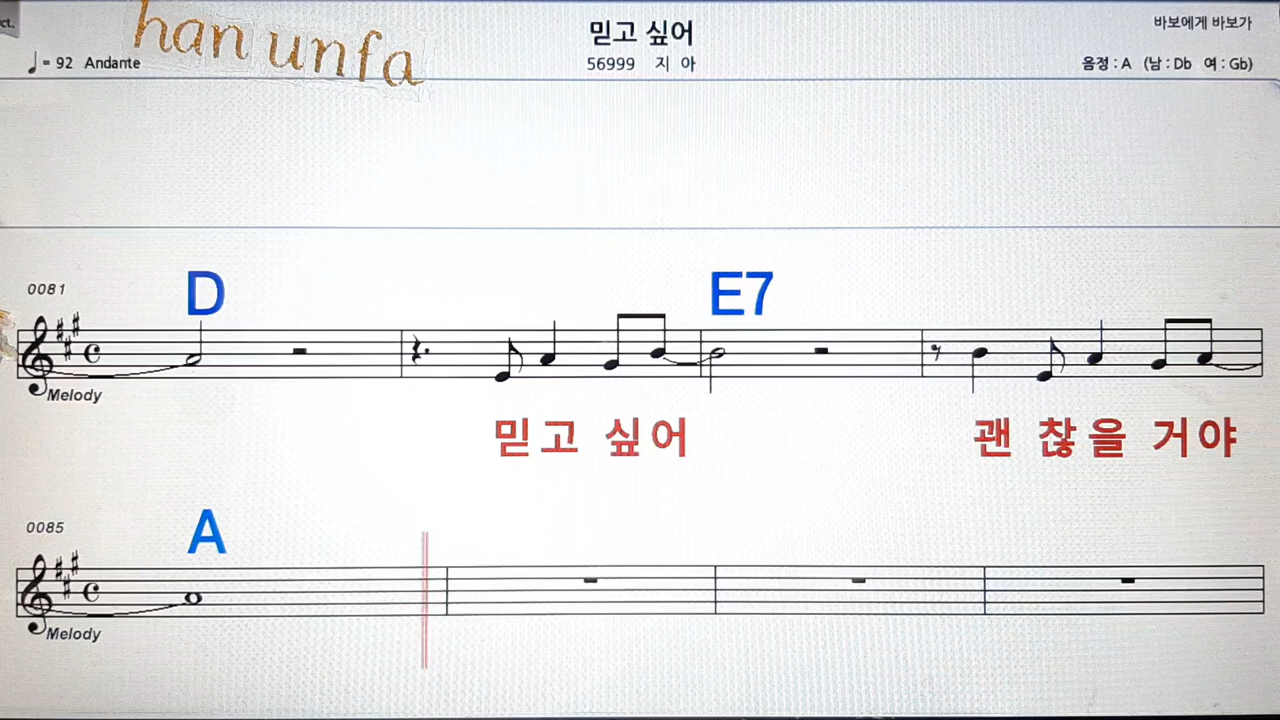 ct.
han unfa
믿고 싶어
바보에게 바보가
♩= 92 Andante
56999 지 아
음정 : A (남 : Db 여 : Gb)
0081
D
E7
Melody
믿고 싶어 괜 찮을 거야
0085
A
Melody